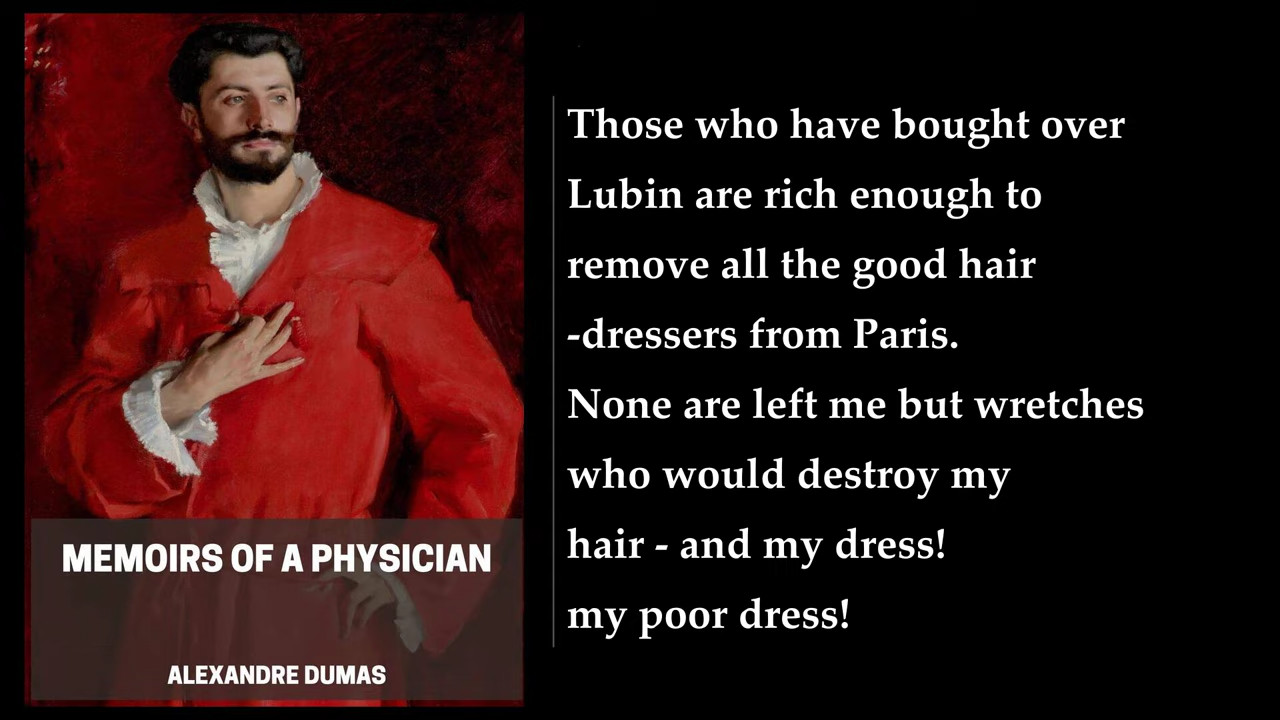 MEMOIRS OF A PHYSICIAN
ALEXANDRE DUMAS
Those who have bought over
Lubin are rich enough to
remove all the good hair
-dressers from Paris.
None are left me but wretches
who would destroy my
hair - and my dress!
my poor dress!